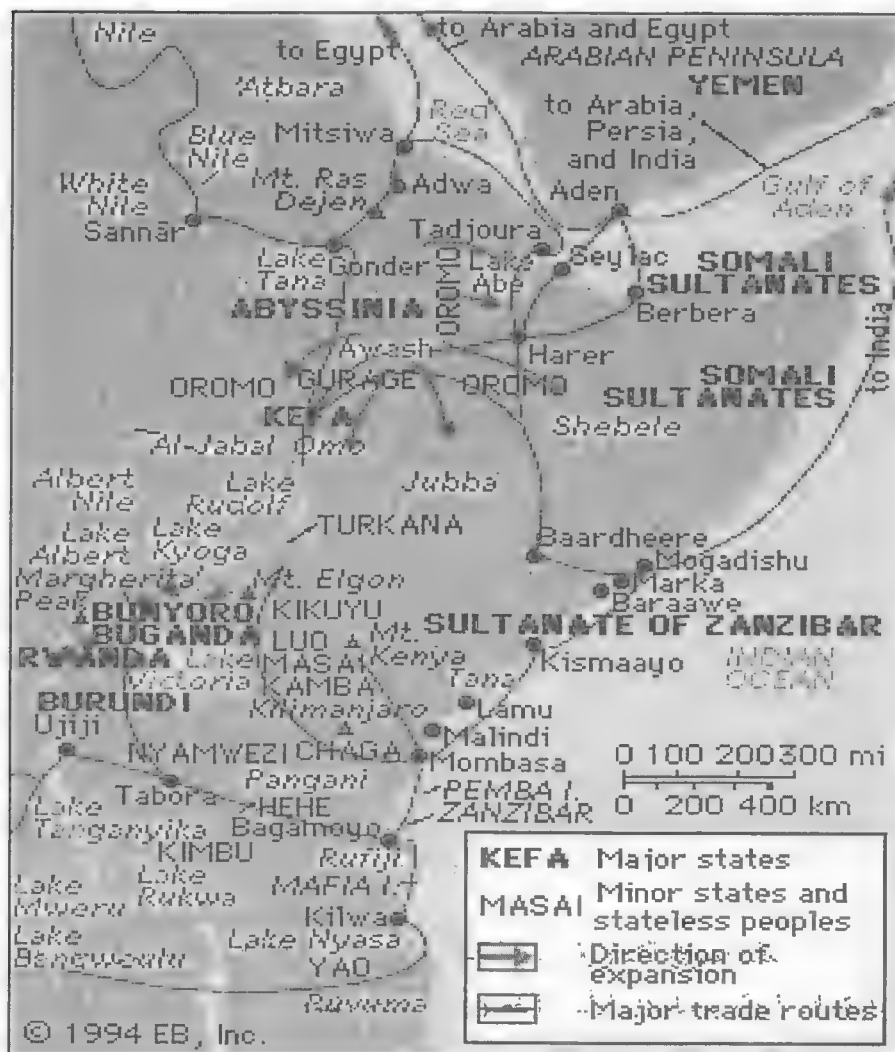 Nile
to Egypt
to Arabia and Egypt
ARABIAN PENINSULA
YEMEN
'Atbara
Red
Sea
to Arabia,
Persia,
and India
Blue
Nile
Mitsiwa
Mt. Ras
Dejen
Adwa
Aden
Gulf of
Aden
White
Nile
Sannār
Tadjoura
Lake
Tana
Gonder
OROMO
Lake
Abe
Seylac
SOMALI
SULTANATES
ABYSSINIA
Berbera
Awash
Harer
to India
OROMO
GURAGE
OROMO
SOMALI
SULTANATES
KEFA
Shebele
Al-Jabal
Omo
Albert
Nile
Lake
Rudolf
Jubba
Lake
Albert
Lake
Kyoga
TURKANA
Baardheere
Mogadishu
Marka
Baraawe
Margherita
Peak
Mt. Elgon
BUNYORO
KIKUYU
BUGANDA
LUO
Mt.
Kenya
SULTANATE OF ZANZIBAR
RWANDA
Lake
Victoria
MASAI
Kismaayo
INDIAN
OCEAN
KAMBA
Tana
BURUNDI
Kilimanjaro
Lamu
Ujiji
Malindi
NYAMWEZI
CHAGA
Mombasa
0 100 200 300 mi
Pangani
PEMBA I.
Tabora
HEHE
ZANZIBAR
0 200 400 km
Lake
Tanganyika
Bagamoyo
KIMBU
Rufiji
KEFA Major states
Lake
Mweru
Lake
Rukwa
MAFIA I.
MASAI Minor states and
stateless peoples
Kilwa
Lake
Bangweulu
Lake Nyasa
YAO
Direction of
expansion
Ruvuma
Major trade routes
© 1994 EB, Inc.